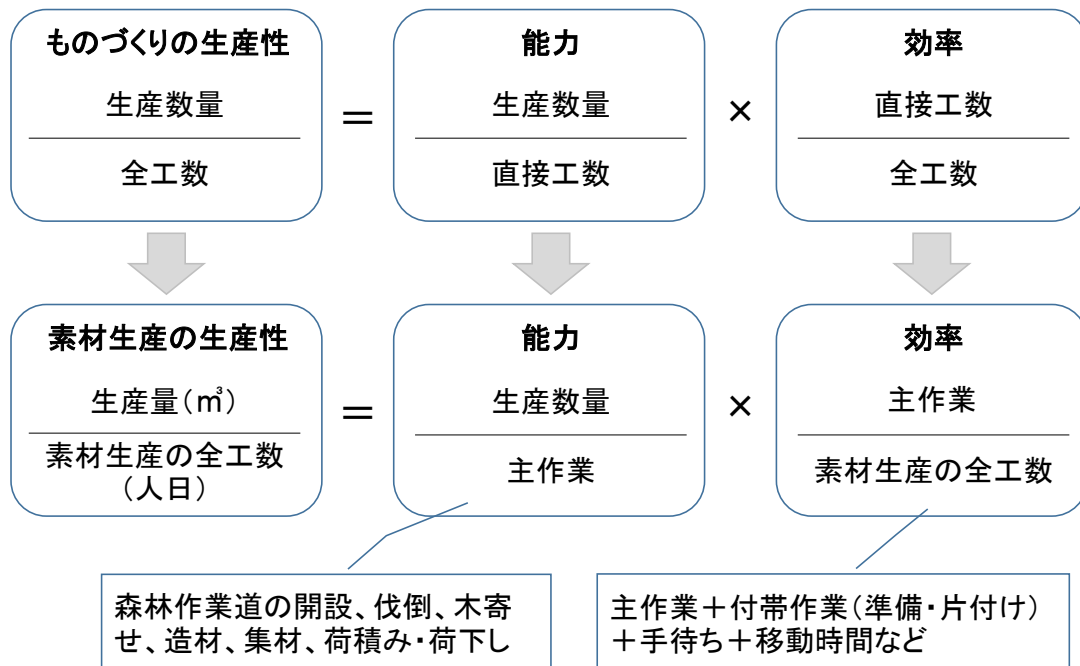 ものづくりの生産性
生産数量
全工数
＝
能力
生産数量
直接工数
×
効率
直接工数
全工数
素材生産の生産性
生産量（㎥）
素材生産の全工数
（人日）
＝
能力
生産数量
主作業
×
効率
主作業
素材生産の全工数
森林作業道の開設、伐倒、木寄
せ、造材、集材、荷積み・荷下し
主作業＋付帯作業（準備・片付け）
＋手待ち＋移動時間など